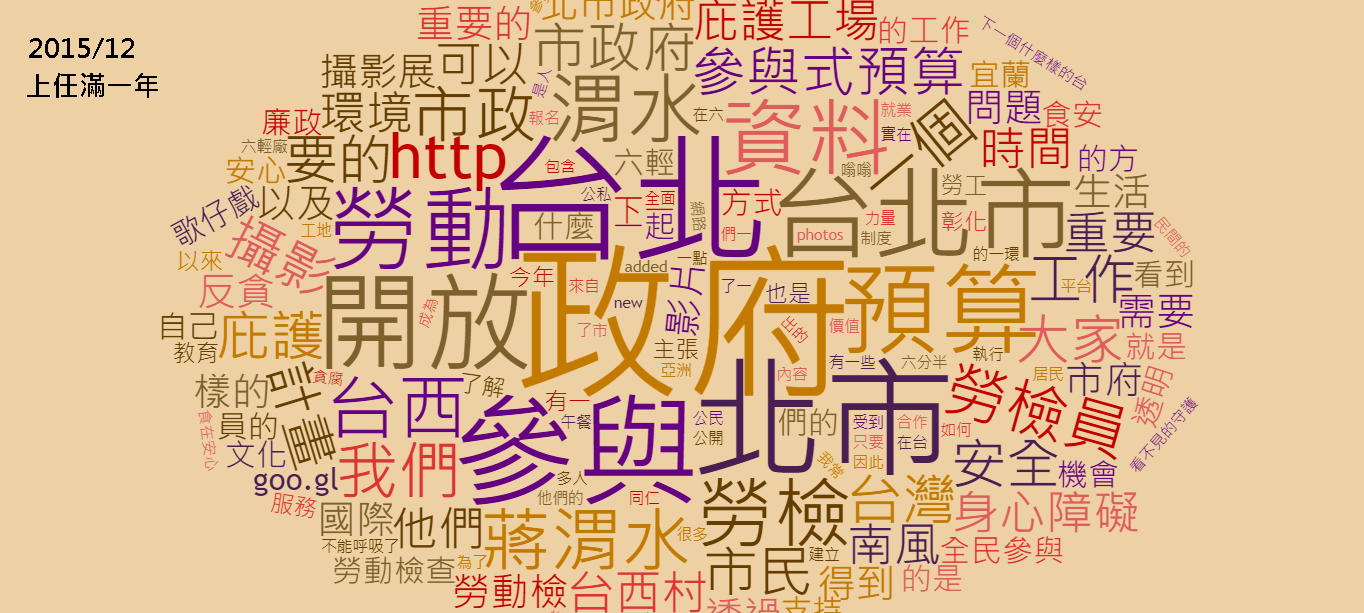 2015/12
上任滿一年
北市政府
重要的
庇護工場
的工作
下一個什麼樣的台
市政府
攝影展
可以
參與式預算
宜蘭
是人
渭水
環境
市政
問題
食安
資料
一個
廉政
報名
在六
就業
實在
時間
的方
六輕廠
要的
http
台北
包含
六輕
嗡嗡
安心
以及
勞動
公私
全面
方式
台北市
勞工
生活
歌仔戲
工地
什麼
下一起
網路
們一
photos
力量
制度
彰化
重要
民間的
攝影
以來
反貪
開放
今年
added
一點
的一環
工作
看到
來自
new
影片
了一
也是
政府
預算
平台
需要
自己
庇護
成為
了市
主張
庇的
價值
大家
就是
教育
亞洲
有一些
六分半
執行
樣的
計畫
貪腐
台西
了解
內容
北市
居民
市府
透明
勞檢員
食在安心
員的
參與
有一
午餐
公民
公開
們的
受到
合作
只要
在台
因此
如何
看不見的守護
文化
goo.gl
我們
多人
他們的
同仁
我常
安全
機會
服務
國際
他們
蔣渭水
很多
勞檢
台灣
身心障礙
不能呼吸了
勞動檢查
為了
市民
建立
南風
全民參與
勞動檢
台西村
得到
的是
透過
支持